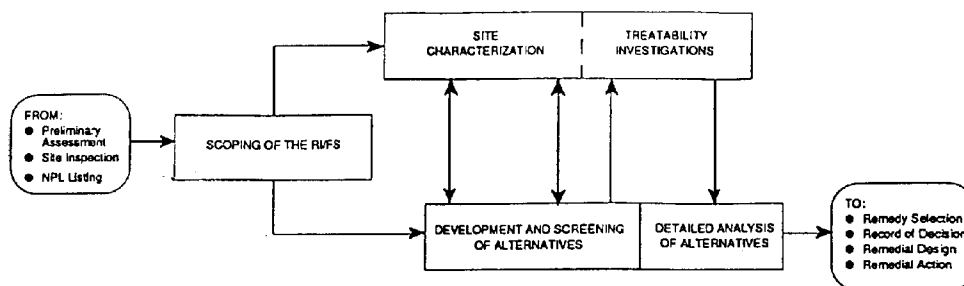 FROM:
● Preliminary
Assessment
● Site Inspection
● NPL Listing
SCOPING OF THE RI/FS
SITE
CHARACTERIZATION
TREATABILITY
INVESTIGATIONS
DEVELOPMENT AND SCREENING
OF ALTERNATIVES
DETAILED ANALYSIS
OF ALTERNATIVES
TO:
● Remedy Selection
● Record of Decision
● Remedial Design
● Remedial Action